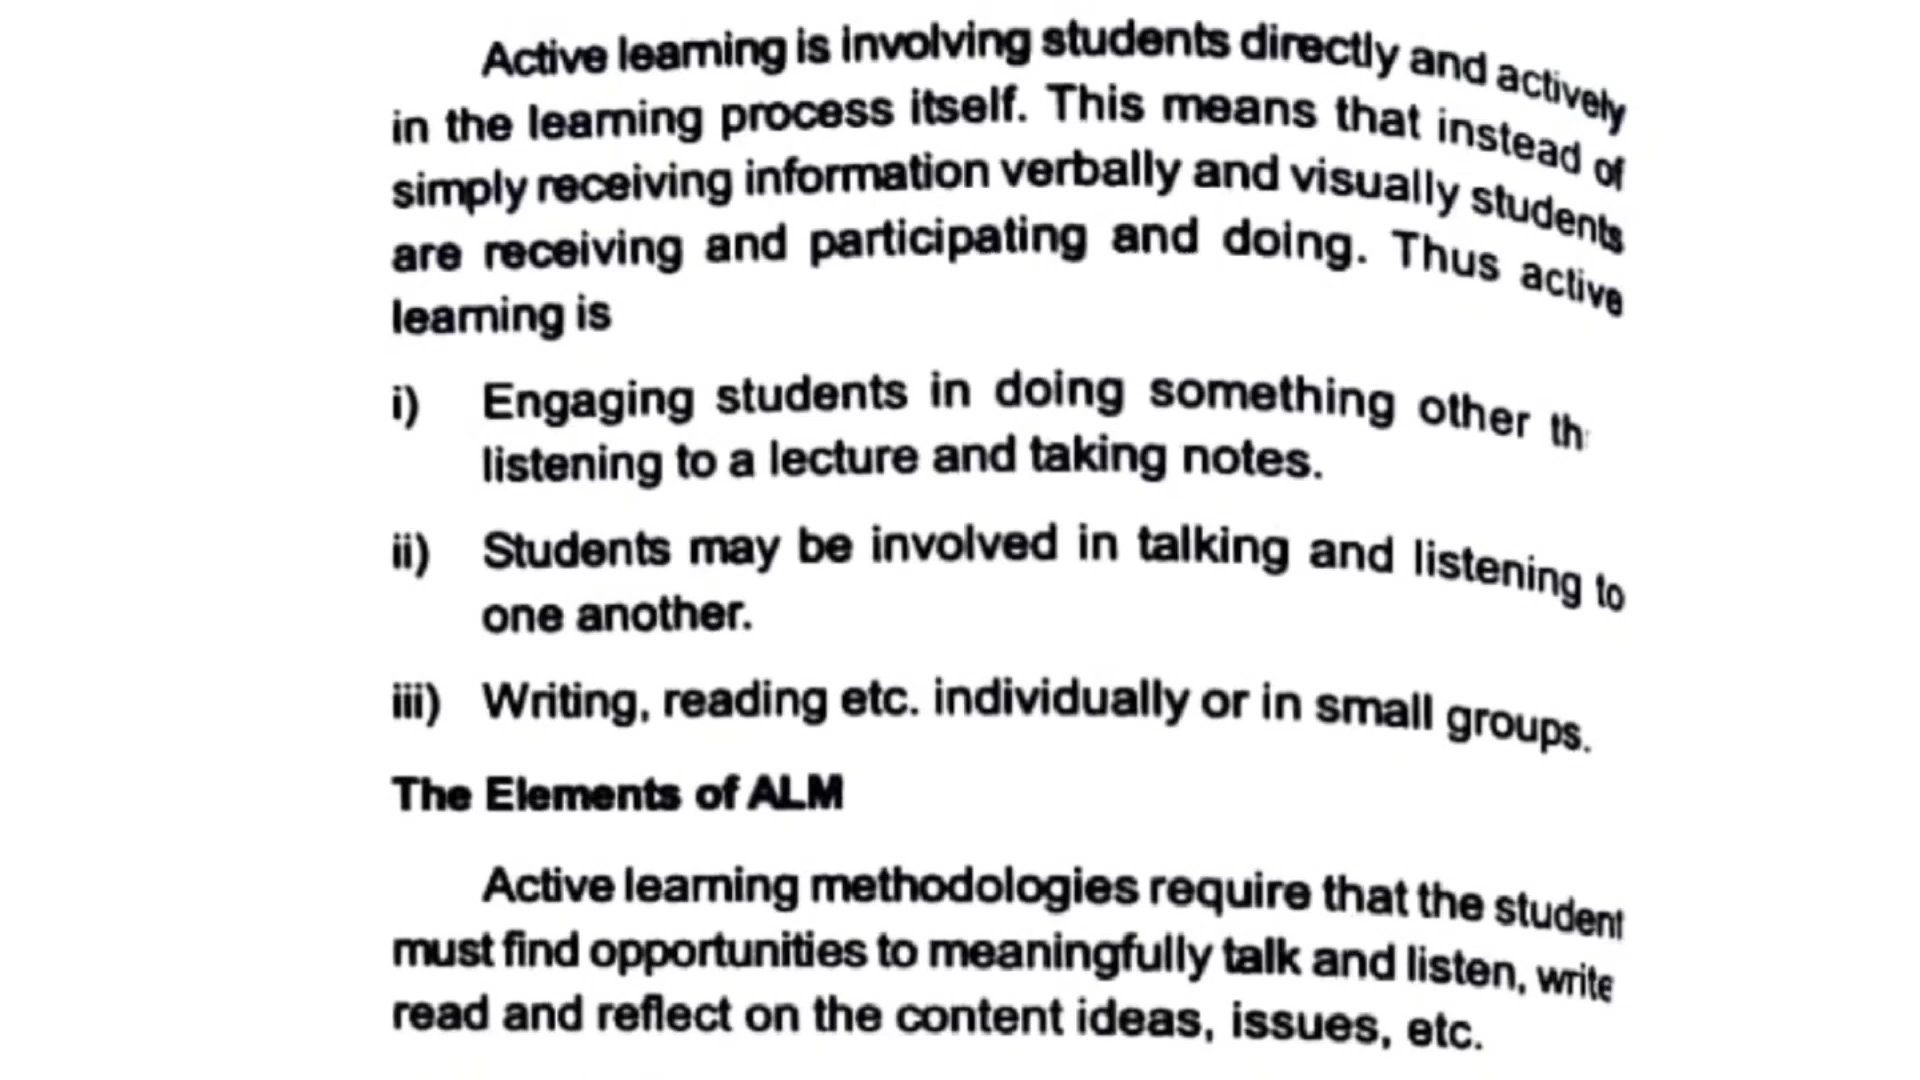 Active learning is involving students directly and actively
in the learning process itself. This means that instead of
simply receiving information verbally and visually students
are receiving and participating and doing. Thus active
learning is
i) Engaging students in doing something other th
listening to a lecture and taking notes.
ii) Students may be involved in talking and listening to
one another.
iii) Writing, reading etc. individually or in small groups.
The Elements of ALM
Active learning methodologies require that the student
must find opportunities to meaningfully talk and listen, write
read and reflect on the content ideas, issues, etc.